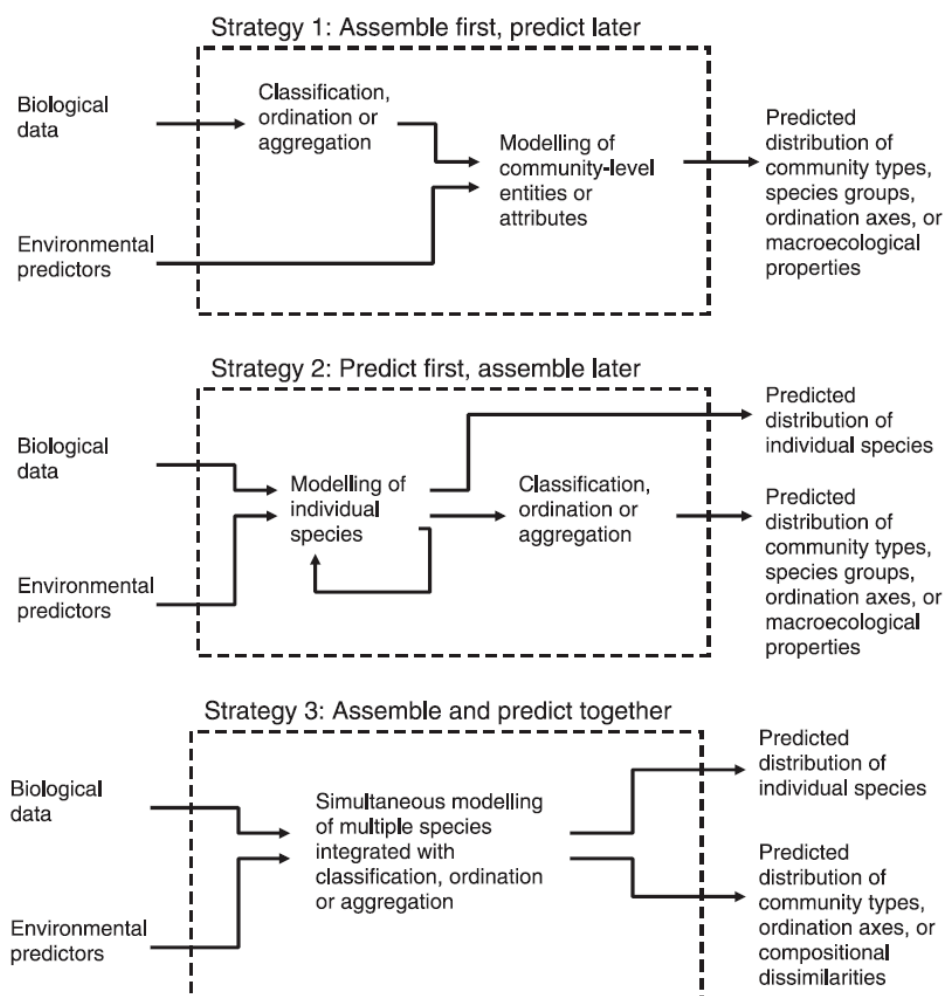 Strategy 1: Assemble first, predict later
Biological
data
Classification,
ordination or
aggregation
Environmental
predictors
Modelling of
community-level
entities or
attributes
Predicted
distribution of
community types,
species groups,
ordination axes, or
macroecological
properties
Strategy 2: Predict first, assemble later
Biological
data
Environmental
predictors
Modelling of
individual
species
Classification,
ordination or
aggregation
Predicted
distribution of
individual species
Predicted
distribution of
community types,
species groups,
ordination axes, or
macroecological
properties
Strategy 3: Assemble and predict together
Biological
data
Environmental
predictors
Simultaneous modelling
of multiple species
integrated with
classification, ordination
or aggregation
Predicted
distribution of
individual species
Predicted
distribution of
community types,
ordination axes, or
compositional
dissimilarities